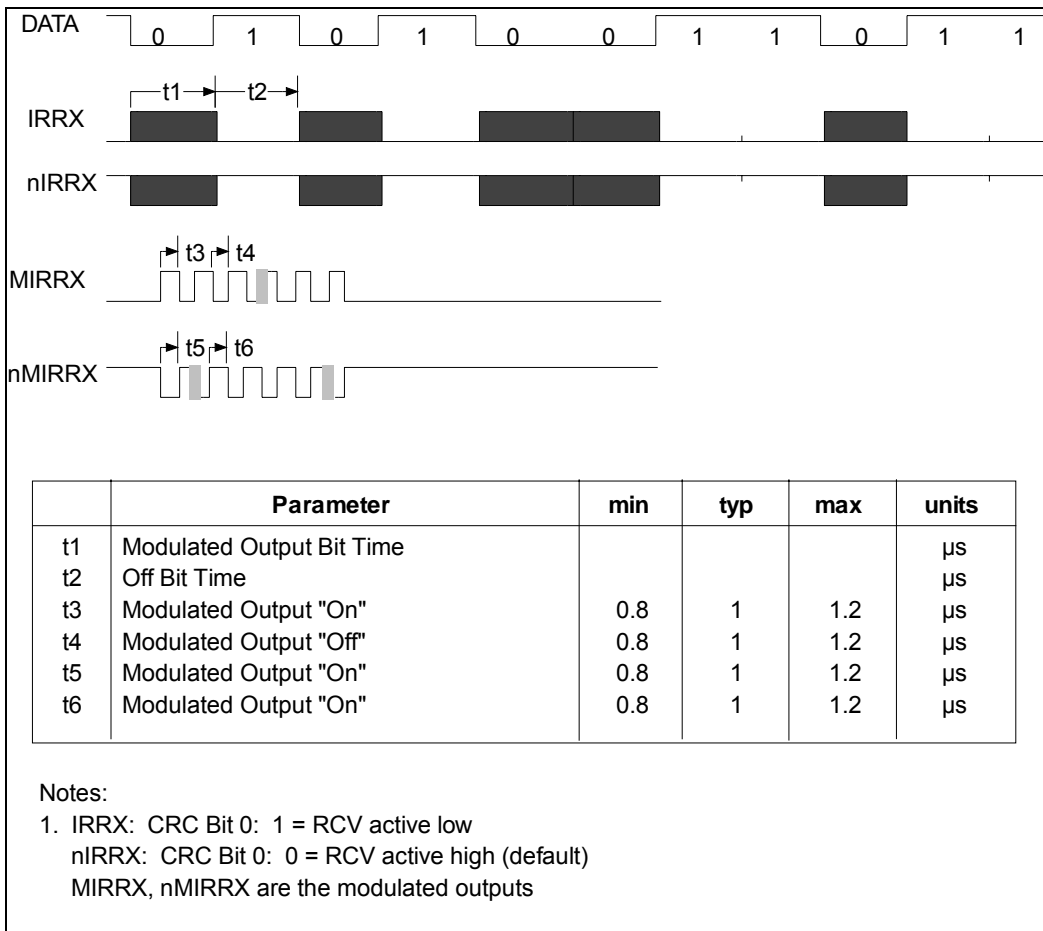 DATA 0 1 0 1 0 0 1 1 0 1 1
t1 t2
IRRX
nIRRX
t3 t4
MIRRX
t5 t6
nMIRRX
Parameter min typ max units
t1 Modulated Output Bit Time µs
t2 Off Bit Time µs
t3 Modulated Output "On" 0.8 1 1.2 µs
t4 Modulated Output "Off" 0.8 1 1.2 µs
t5 Modulated Output "On" 0.8 1 1.2 µs
t6 Modulated Output "On" 0.8 1 1.2 µs
Notes:
1. IRRX: CRC Bit 0: 1 = RCV active low
nIRRX: CRC Bit 0: 0 = RCV active high (default)
MIRRX, nMIRRX are the modulated outputs